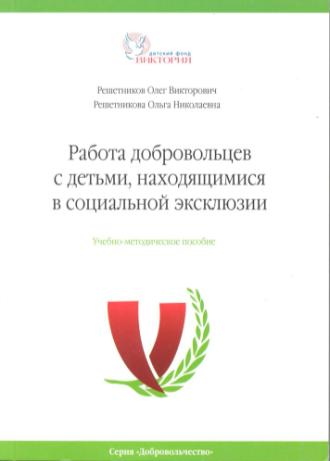 детский фонд
ВИКТОРИЯ
Решетников Олег Викторович
Решетникова Ольга Николаевна
Работа добровольцев
с детьми, находящимися
в социальной эксклюзии
Учебно-методическое пособие
Серия «Добровольчество»